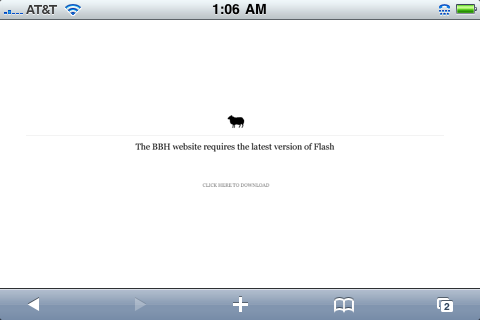 AT&T 1:06 AM
The BBH website requires the latest version of Flash
CLICK HERE TO DOWNLOAD
2